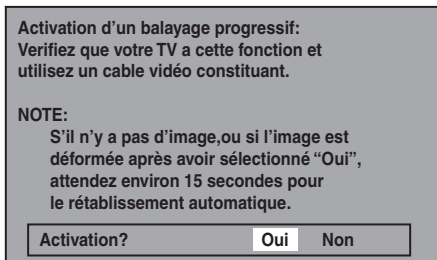 Activation d'un balayage progressif:
Verifiez que votre TV a cette fonction et
utilisez un cable vidéo constituant.
NOTE:
S'il n'y a pas d'image,ou si l'image est
déformée après avoir sélectionné “Oui”,
attendez environ 15 secondes pour
le rétablissement automatique.
Activation? Oui Non